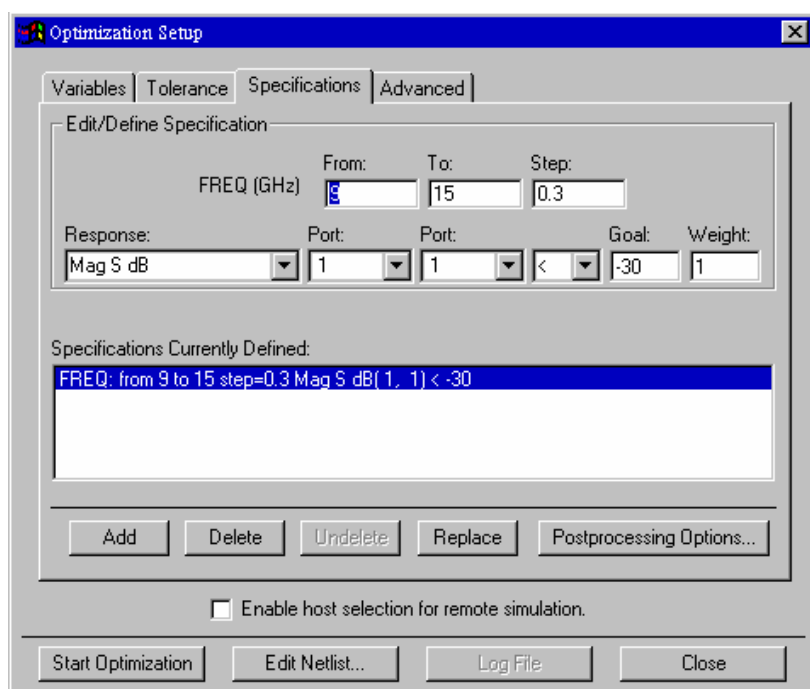 Optimization Setup
Variables Tolerance Specifications Advanced
Edit/Define Specification
From: To: Step:
FREQ (GHz) 9 15 0.3
Response: Port: Port: Goal: Weight:
Mag S dB 1 1 < -30 1
Specifications Currently Defined:
FREQ: from 9 to 15 step=0.3 Mag S dB( 1, 1) < -30
Add Delete Undelete Replace Postprocessing Options...
Enable host selection for remote simulation.
Start Optimization Edit Netlist... Log File Close